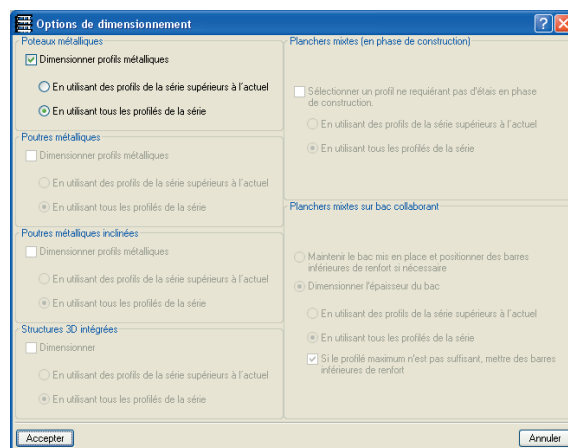 Options de dimensionnement
Poteaux métalliques
Dimensionner profils métalliques
En utilisant des profils de la série supérieurs à l'actuel
En utilisant tous les profilés de la série
Poutres métalliques
Dimensionner profils métalliques
En utilisant des profils de la série supérieurs à l'actuel
En utilisant tous les profilés de la série
Poutres métalliques inclinées
Dimensionner profils métalliques
En utilisant des profils de la série supérieurs à l'actuel
En utilisant tous les profilés de la série
Structures 3D intégrées
Dimensionner
En utilisant des profils de la série supérieurs à l'actuel
En utilisant tous les profilés de la série
Planchers mixtes (en phase de construction)
Sélectionner un profil ne requiérant pas d'étais en phase
de construction.
En utilisant des profils de la série supérieurs à l'actuel
En utilisant tous les profilés de la série
Planchers mixtes sur bac collaborant
Maintenir le bac mis en place et positionner des barres
inférieures de renfort si nécessaire
Dimensionner l'épaisseur du bac
En utilisant des profils de la série supérieurs à l'actuel
En utilisant tous les profilés de la série
Si le profilé maximum n'est pas suffisant, mettre des barres
inférieures de renfort
Accepter
Annuler